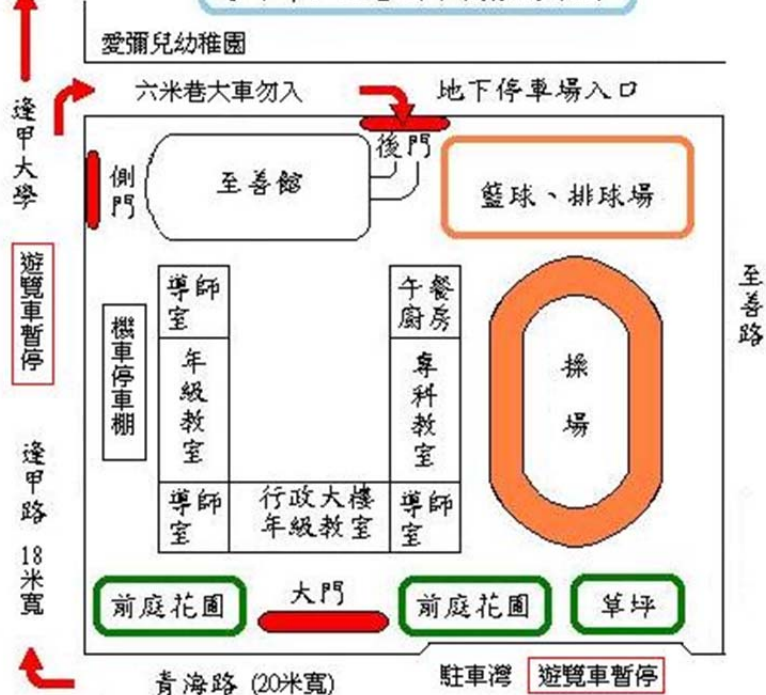 愛彌兒幼稚園
六米巷大車勿入
地下停車場入口
逢甲大學
側門
至善館
後門
籃球、排球場
遊覽車暫停
機車停車棚
導師
室
年級教室
導師
室
午餐
廚房
專科教室
導師
室
行政大樓
年級教室
操場
至善路
逢甲路 18米寬
前庭花圃
大門
前庭花圃
草坪
青海路 (20米寬)
駐車灣
遊覽車暫停